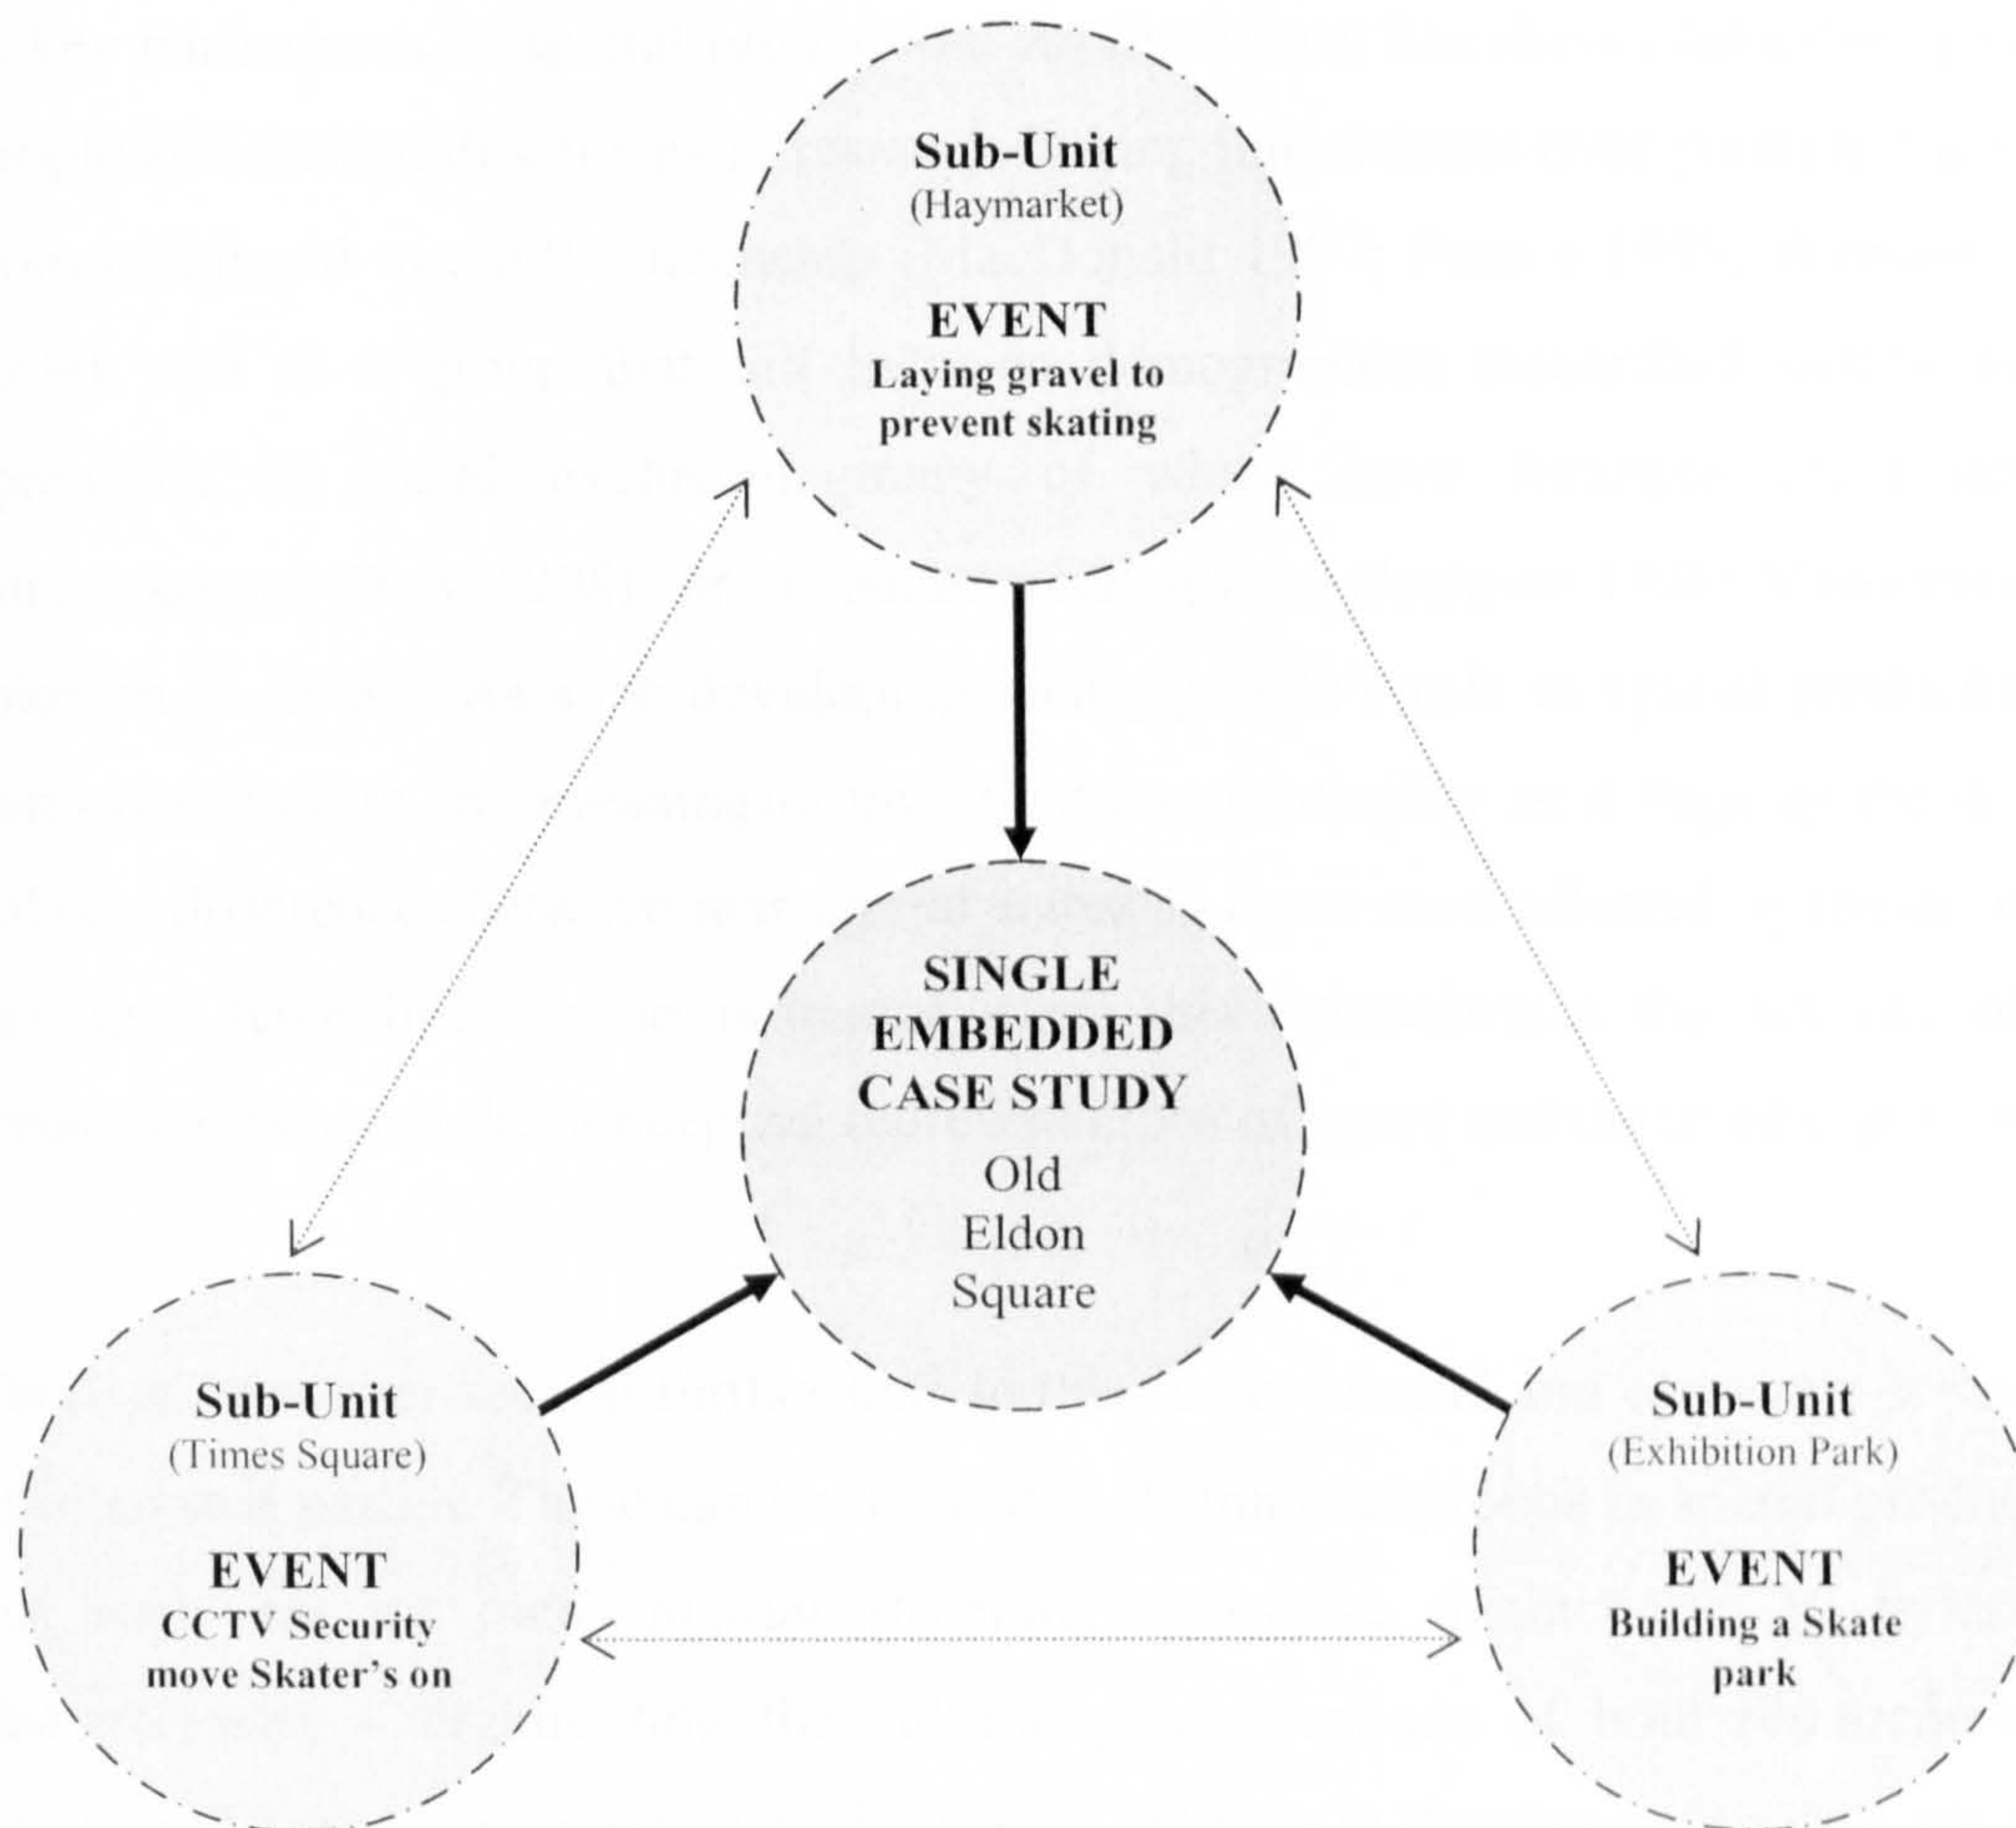 Sub-Unit
(Haymarket)
EVENT
Laying gravel to
prevent skating
SINGLE
EMBEDDED
CASE STUDY
Old
Eldon
Square
Sub-Unit
(Times Square)
EVENT
CCTV Security
move Skater's on
Sub-Unit
(Exhibition Park)
EVENT
Building a Skate
park